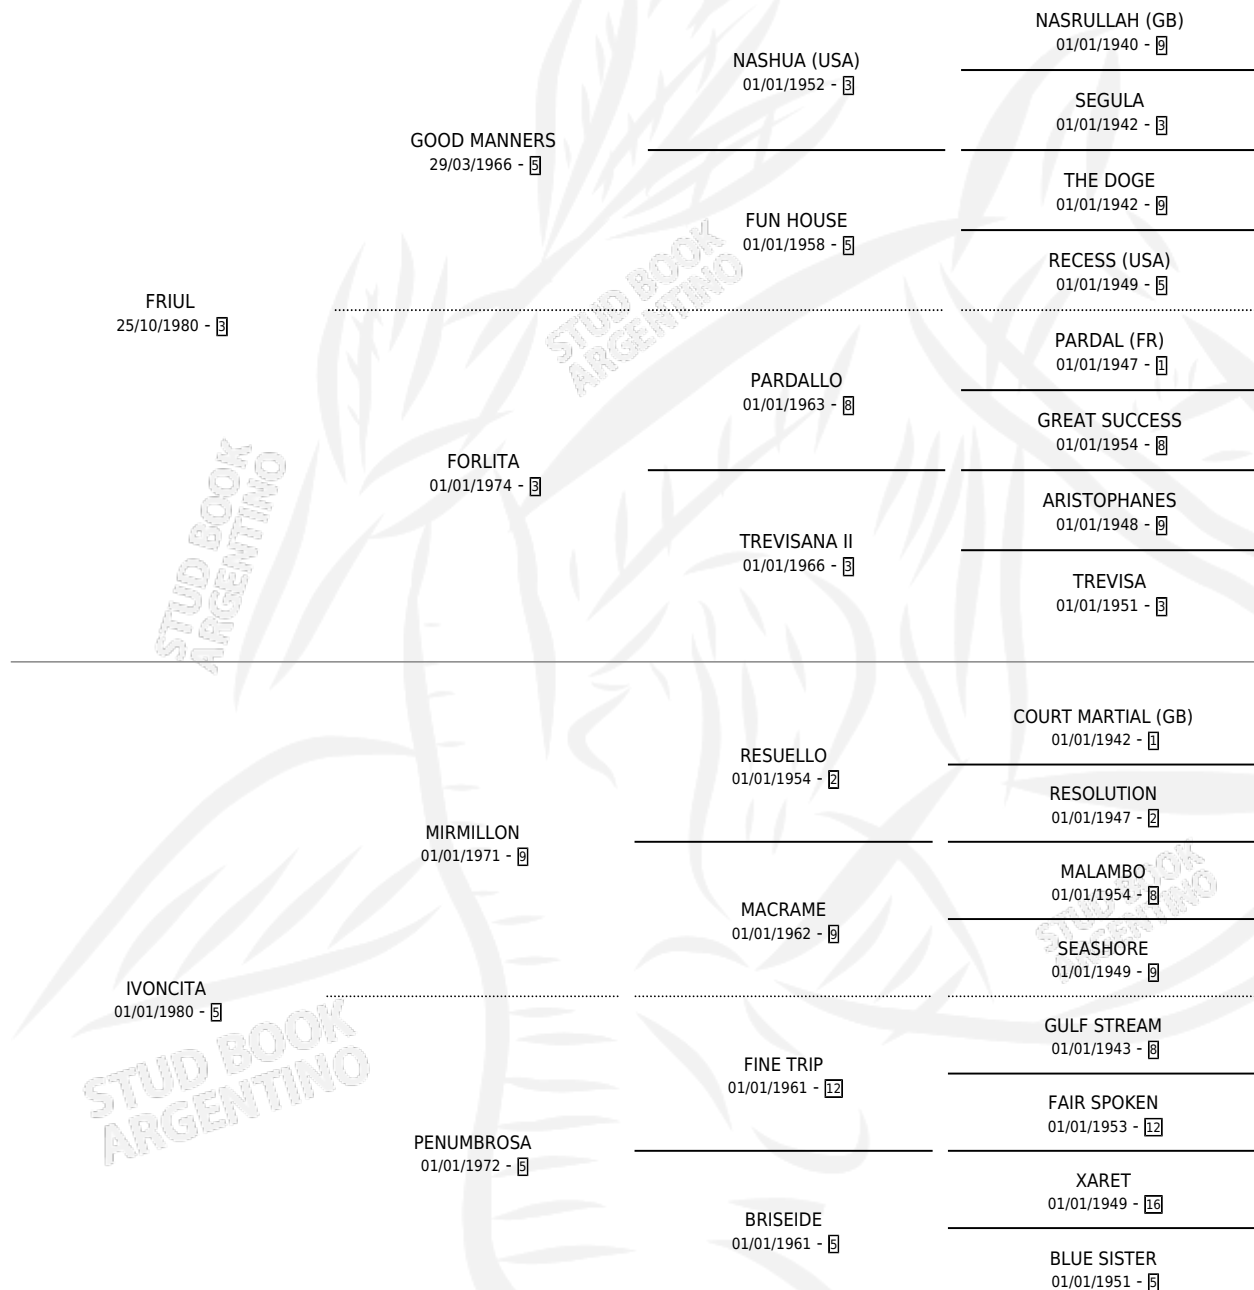 NASRULLAH (GB)
01/01/1940 - 9
NASHUA (USA)
01/01/1952 - 3
SEGULA
01/01/1942 - 3
GOOD MANNERS
29/03/1966 - 5
THE DOGE
01/01/1942 - 9
FUN HOUSE
01/01/1958 - 5
RECESS (USA)
01/01/1949 - 5
FRIUL
25/10/1980 - 3
PARDAL (FR)
01/01/1947 - 1
PARDALLO
01/01/1963 - 8
GREAT SUCCESS
01/01/1954 - 8
FORLITA
01/01/1974 - 3
ARISTOPHANES
01/01/1948 - 9
TREVISANA II
01/01/1966 - 3
TREVISA
01/01/1951 - 3
COURT MARTIAL (GB)
01/01/1942 - 1
RESUELLO
01/01/1954 - 2
RESOLUTION
01/01/1947 - 2
MIRMILLON
01/01/1971 - 9
MALAMBO
01/01/1954 - 8
MACRAME
01/01/1962 - 9
SEASHORE
01/01/1949 - 9
IVONCITA
01/01/1980 - 5
GULF STREAM
01/01/1943 - 8
FINE TRIP
01/01/1961 - 12
FAIR SPOKEN
01/01/1953 - 12
PENUMBROSA
01/01/1972 - 5
XARET
01/01/1949 - 16
BRISEIDE
01/01/1961 - 5
BLUE SISTER
01/01/1951 - 5
STUD BOOK
ARGENTINO
STUD BOOK
ARGENTINO
STUD BOOK
ARGENTINO
STUD BOOK
ARGENTINO